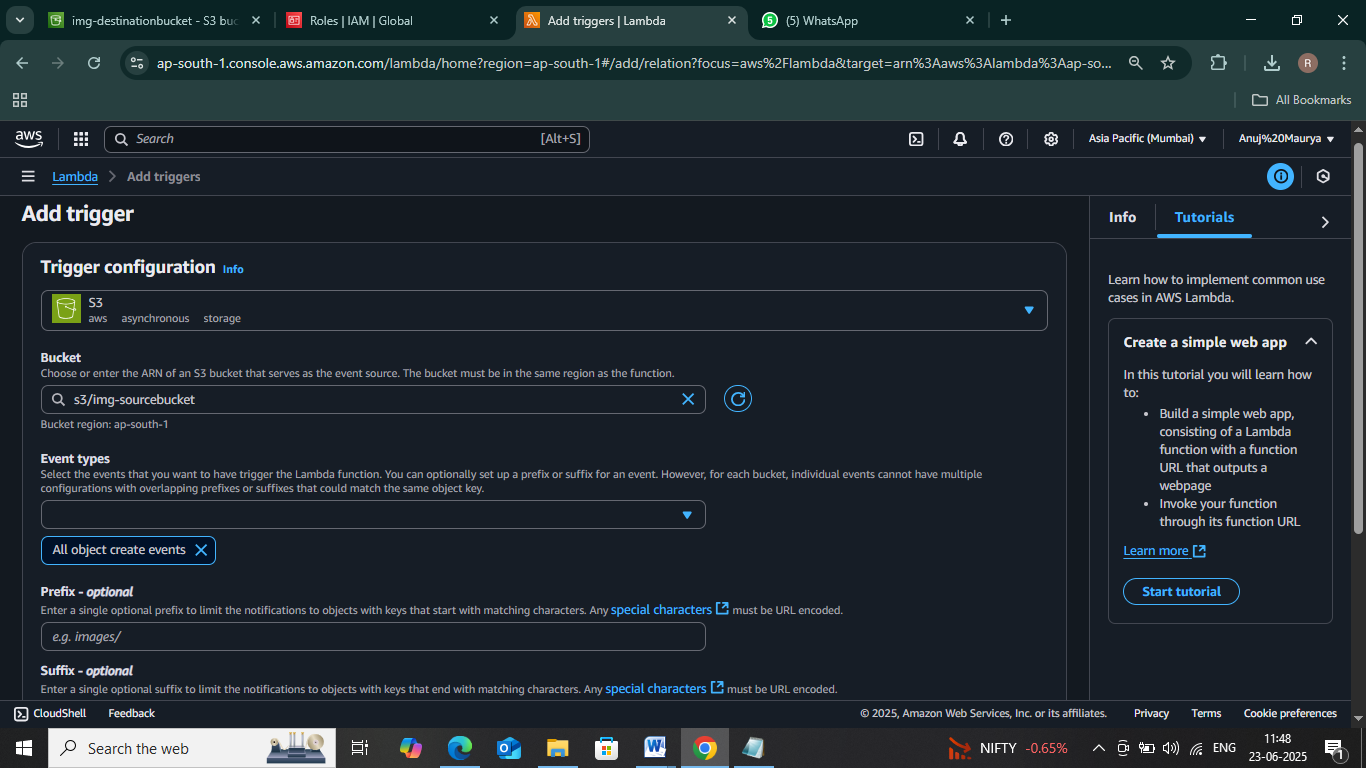 img-destinationbucket - S3 buc
Roles | IAM | Global
Add triggers | Lambda
(5) WhatsApp
ap-south-1.console.aws.amazon.com/lambda/home?region=ap-south-1#/add/relation?focus=aws%2Flambda&target=arn%3Aaws%3Alambda%3Aap-so...
R
All Bookmarks
aws
Search
[Alt+S]
Asia Pacific (Mumbai)
Anuj%20Maurya
Lambda
Add triggers
Add trigger
Trigger configuration Info
S3
aws asynchronous storage
Bucket
Choose or enter the ARN of an S3 bucket that serves as the event source. The bucket must be in the same region as the function.
s3/img-sourcebucket
Bucket region: ap-south-1
Event types
Select the events that you want to have trigger the Lambda function. You can optionally set up a prefix or suffix for an event. However, for each bucket, individual events cannot have multiple
configurations with overlapping prefixes or suffixes that could match the same object key.
All object create events
Prefix - optional
Enter a single optional prefix to limit the notifications to objects with keys that start with matching characters. Any special characters must be URL encoded.
e.g. images/
Suffix - optional
Enter a single optional suffix to limit the notifications to objects with keys that end with matching characters. Any special characters must be URL encoded.
Info
Tutorials
Learn how to implement common use
cases in AWS Lambda.
Create a simple web app
In this tutorial you will learn how
to:
• Build a simple web app,
consisting of a Lambda
function with a function
URL that outputs a
webpage
• Invoke your function
through its function URL
Learn more
Start tutorial
CloudShell
Feedback
© 2025, Amazon Web Services, Inc. or its affiliates.
Privacy
Terms
Cookie preferences
Search the web
NIFTY -0.65%
ENG
11:48
23-06-2025
1